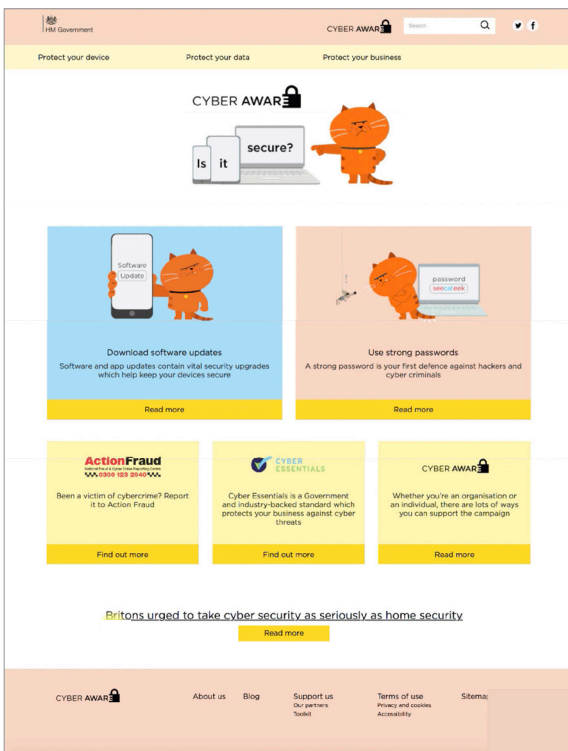 HM Government
CYBER AWARE
Search
Protect your device
Protect your data
Protect your business
CYBER AWARE
Is it secure?
Software
Update
password
Download software updates
Software and app updates contain vital security upgrades
which help keep your devices secure
Read more
Use strong passwords
A strong password is your first defence against hackers and
cyber criminals
Read more
ActionFraud
National Fraud & Cyber Crime Reporting Centre
0300 123 2040
Been a victim of cybercrime? Report
it to Action Fraud
Find out more
CYBER
ESSENTIALS
Cyber Essentials is a Government
and industry-backed standard which
protects your business against cyber
threats
Find out more
CYBER AWARE
Whether you're an organisation or
an individual, there are lots of ways
you can support the campaign
Read more
Britons urged to take cyber security as seriously as home security
Read more
CYBER AWARE
About us
Blog
Support us
Our partners
Toolkit
Terms of use
Privacy and cookies
Accessibility